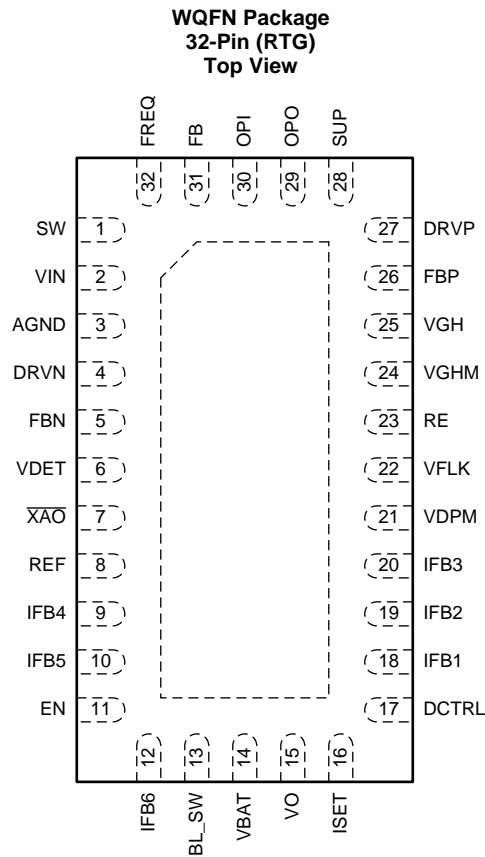 WQFN Package
32-Pin (RTG)
Top View
FREQ FB OPI OPO SUP
32 31 30 29 28
SW 1 27 DRVP
VIN 2 26 FBP
AGND 3 25 VGH
DRVN 4 24 VGHM
FBN 5 23 RE
VDET 6 22 VFLK
X̅A̅O̅ 7 21 VDPM
REF 8 20 IFB3
IFB4 9 19 IFB2
IFB5 10 18 IFB1
EN 11 17 DCTRL
12 13 14 15 16
IFB6 BL_SW VBAT VO ISET